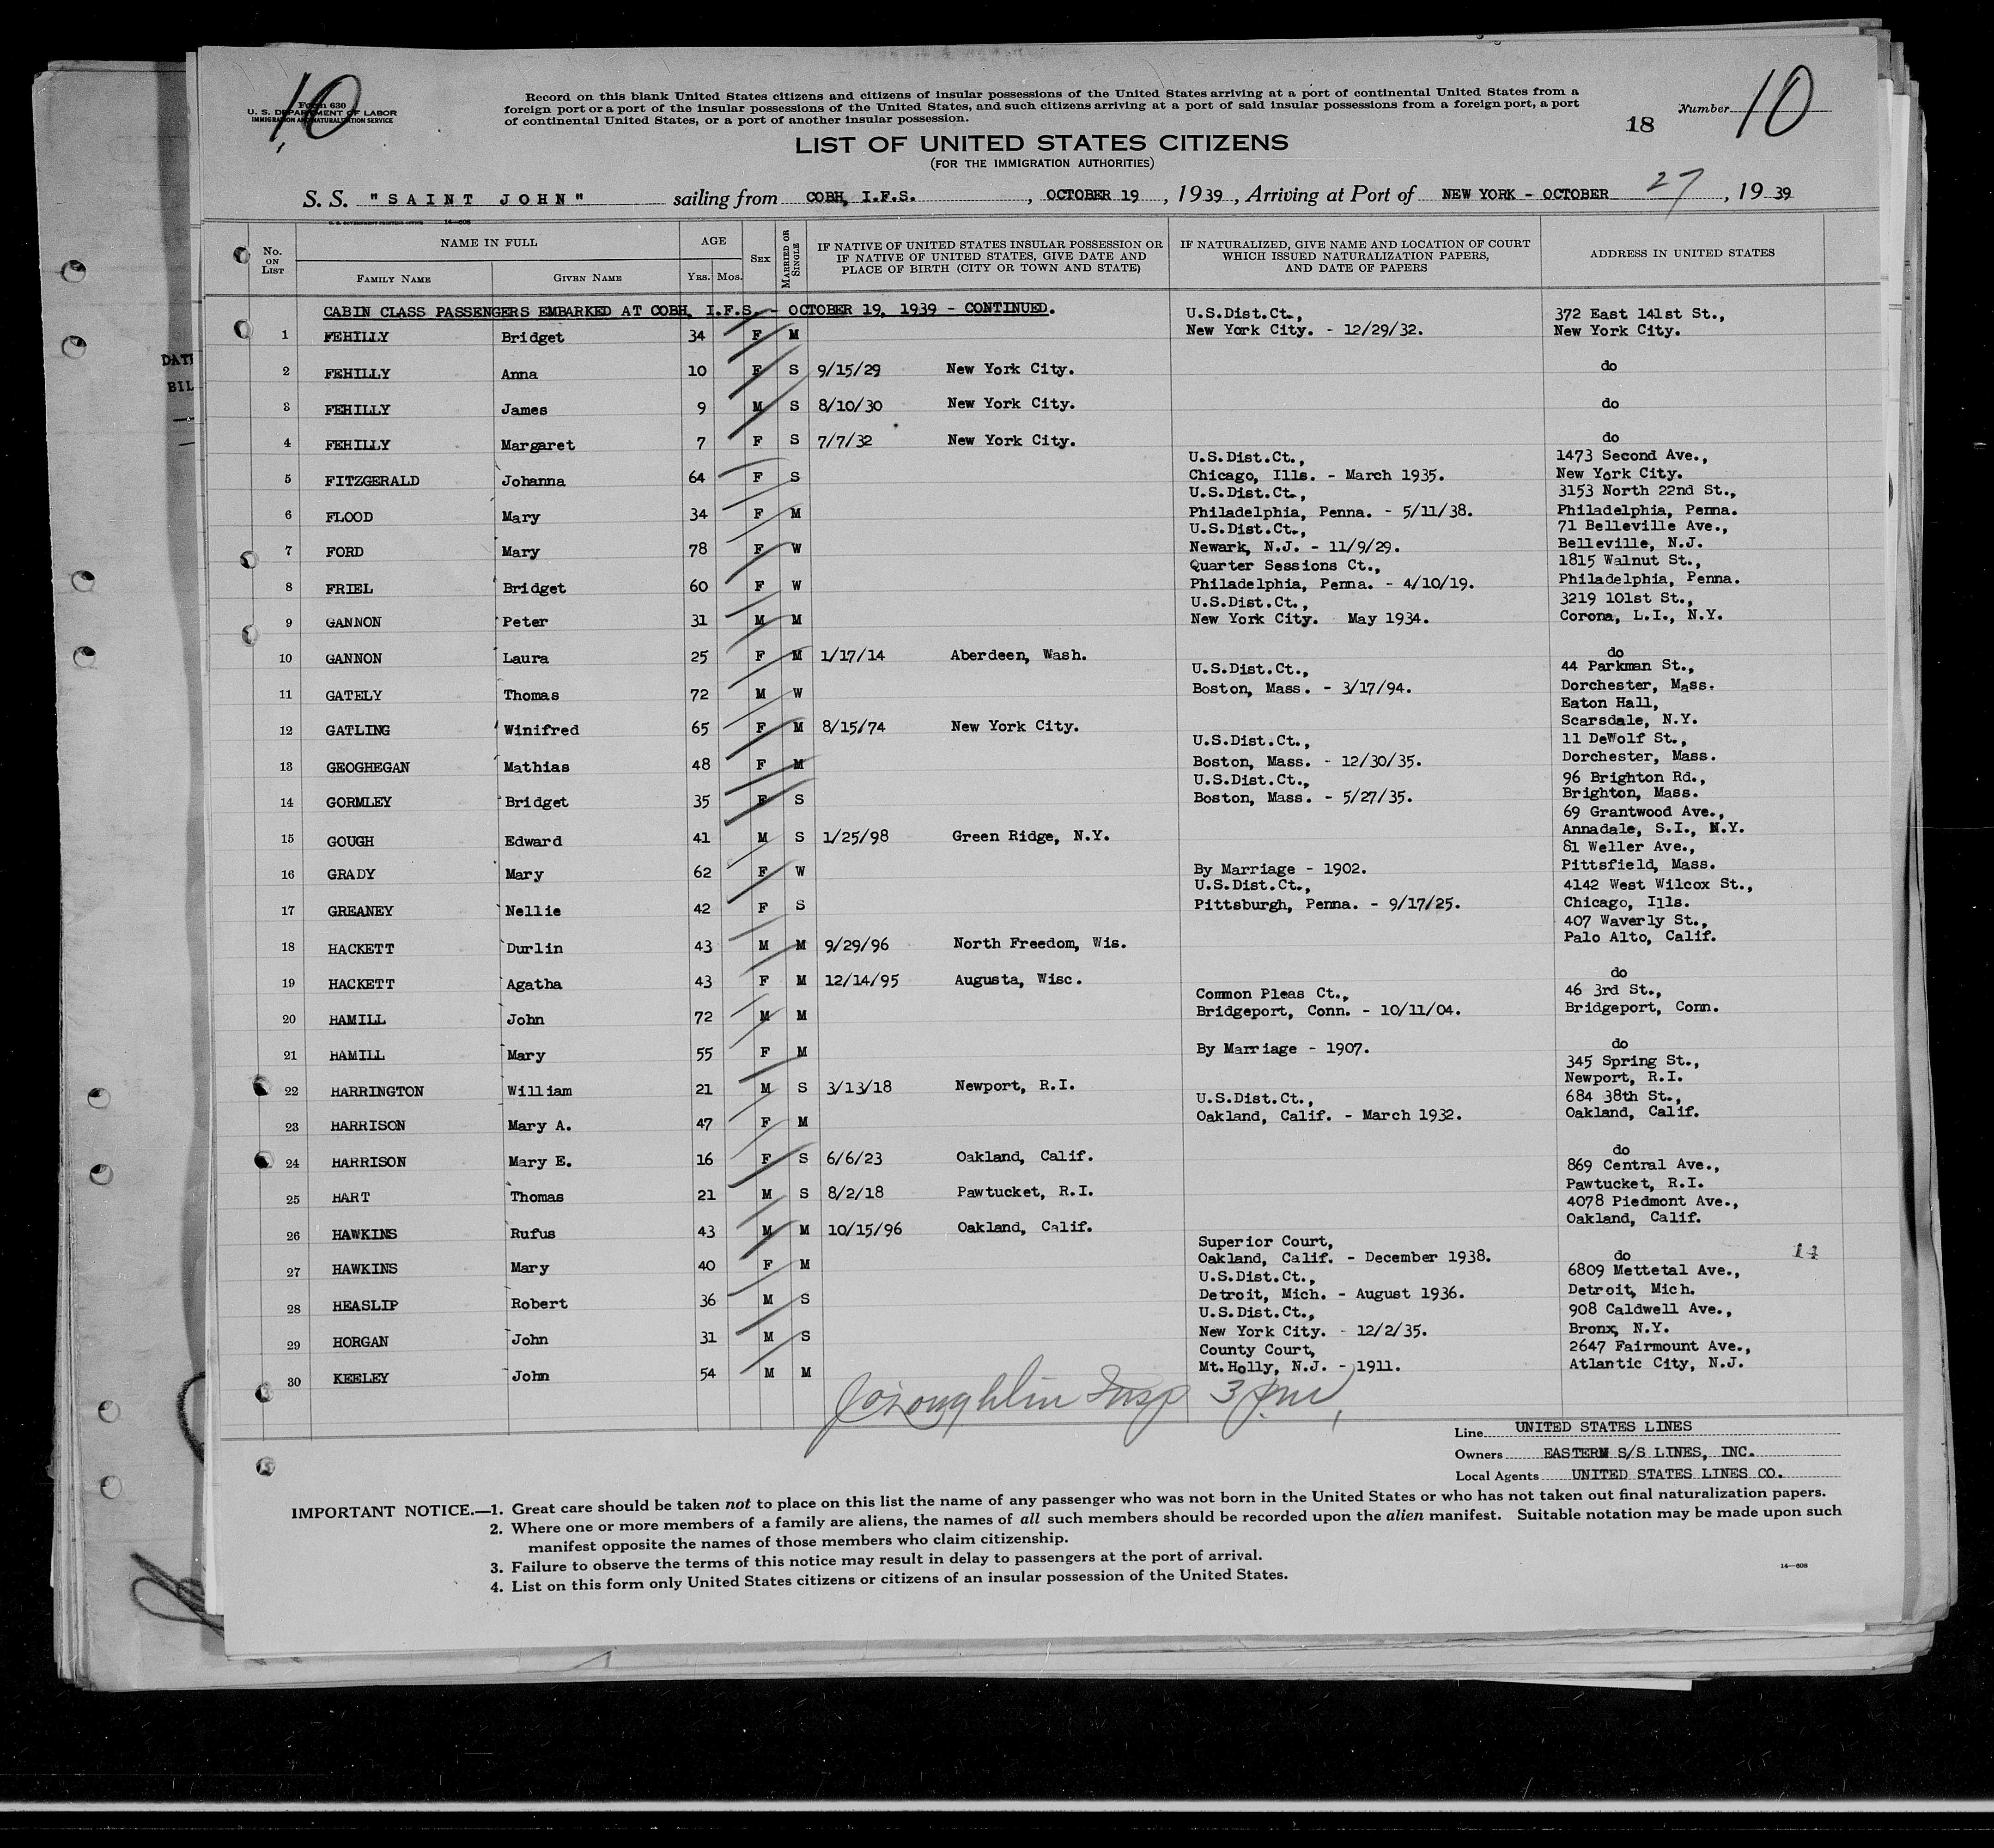 10
Form 630
U. S. DEPARTMENT OF LABOR
IMMIGRATION AND NATURALIZATION SERVICE
Record on this blank United States citizens and citizens of insular possessions of the United States arriving at a port of continental United States from a
foreign port or a port of the insular possessions of the United States, and such citizens arriving at a port of said insular possessions from a foreign port, a port
of continental United States, or a port of another insular possession.
18 Number 10
LIST OF UNITED STATES CITIZENS
(FOR THE IMMIGRATION AUTHORITIES)
S. S. "SAINT JOHN" sailing from COBH, I.F.S. , OCTOBER 19 , 1939 , Arriving at Port of NEW YORK - OCTOBER 27 , 19 39
U. S. GOVERNMENT PRINTING OFFICE 14—608
No. ON LIST NAME IN FULL AGE SEX MARRIED OR SINGLE IF NATIVE OF UNITED STATES INSULAR POSSESSION OR IF NATIVE OF UNITED STATES, GIVE DATE AND PLACE OF BIRTH (CITY OR TOWN AND STATE) IF NATURALIZED, GIVE NAME AND LOCATION OF COURT WHICH ISSUED NATURALIZATION PAPERS, AND DATE OF PAPERS ADDRESS IN UNITED STATES
FAMILY NAME GIVEN NAME YRS. MOS.
DATE
BIL
CABIN CLASS PASSENGERS EMBARKED AT COBH, I.F.S. - OCTOBER 19, 1939 - CONTINUED.
U.S.Dist.Ct., 372 East 141st St.,
1 FEHILLY Bridget 34 F M New York City. - 12/29/32. New York City.
2 FEHILLY Anna 10 F S 9/15/29 New York City. do
3 FEHILLY James 9 M S 8/10/30 New York City. do
4 FEHILLY Margaret 7 F S 7/7/32 New York City. do
U.S.Dist.Ct., 1473 Second Ave.,
5 FITZGERALD Johanna 64 F S Chicago, Ills. - March 1935. New York City.
U.S.Dist.Ct., 3153 North 22nd St.,
6 FLOOD Mary 34 F M Philadelphia, Penna. - 5/11/38. Philadelphia, Penna.
U.S.Dist.Ct., 71 Belleville Ave.,
7 FORD Mary 78 F W Newark, N.J. - 11/9/29. Belleville, N.J.
Quarter Sessions Ct., 1815 Walnut St.,
8 FRIEL Bridget 60 F W Philadelphia, Penna. - 4/10/19. Philadelphia, Penna.
U.S.Dist.Ct., 3219 101st St.,
9 GANNON Peter 31 M M New York City. May 1934. Corona, L.I., N.Y.
10 GANNON Laura 25 F M 1/17/14 Aberdeen, Wash. do
U.S.Dist.Ct., 44 Parkman St.,
11 GATELY Thomas 72 M W Boston, Mass. - 3/17/94. Dorchester, Mass.
Eaton Hall,
12 GATLING Winifred 65 F M 8/15/74 New York City. Scarsdale, N.Y.
U.S.Dist.Ct., 11 DeWolf St.,
13 GEOGHEGAN Mathias 48 F M Boston, Mass. - 12/30/35. Dorchester, Mass.
U.S.Dist.Ct., 96 Brighton Rd.,
14 GORMLEY Bridget 35 F S Boston, Mass. - 5/27/35. Brighton, Mass.
69 Grantwood Ave.,
15 GOUGH Edward 41 M S 1/25/98 Green Ridge, N.Y. Annadale, S.I., N.Y.
81 Weller Ave.,
16 GRADY Mary 62 F W By Marriage - 1902. Pittsfield, Mass.
U.S.Dist.Ct., 4142 West Wilcox St.,
17 GREANEY Nellie 42 F S Pittsburgh, Penna. - 9/17/25. Chicago, Ills.
407 Waverly St.,
18 HACKETT Durlin 43 M M 9/29/96 North Freedom, Wis. Palo Alto, Calif.
19 HACKETT Agatha 43 F M 12/14/95 Augusta, Wisc. do
Common Pleas Ct., 46 3rd St.,
20 HAMILL John 72 M M Bridgeport, Conn. - 10/11/04. Bridgeport, Conn.
21 HAMILL Mary 55 F M By Marriage - 1907. do
345 Spring St.,
22 HARRINGTON William 21 M S 3/13/18 Newport, R.I. Newport, R.I.
U.S.Dist.Ct., 684 38th St.,
23 HARRISON Mary A. 47 F M Oakland, Calif. - March 1932. Oakland, Calif.
24 HARRISON Mary E. 16 F S 6/6/23 Oakland, Calif. do
869 Central Ave.,
25 HART Thomas 21 M S 8/2/18 Pawtucket, R.I. Pawtucket, R.I.
4078 Piedmont Ave.,
26 HAWKINS Rufus 43 M M 10/15/96 Oakland, Calif. Oakland, Calif.
Superior Court,
27 HAWKINS Mary 40 F M Oakland, Calif. - December 1938. do 14
U.S.Dist.Ct., 6809 Mettetal Ave.,
28 HEASLIP Robert 36 M S Detroit, Mich. - August 1936. Detroit, Mich.
U.S.Dist.Ct., 908 Caldwell Ave.,
29 HORGAN John 31 M S New York City. - 12/2/35. Bronx, N.Y.
County Court, 2647 Fairmount Ave.,
30 KEELEY John 54 M M Mt.Holly, N.J. - 1911. Atlantic City, N.J.
Line UNITED STATES LINES
Owners EASTERN S/S LINES, INC.
Local Agents UNITED STATES LINES CO.
IMPORTANT NOTICE.—1. Great care should be taken not to place on this list the name of any passenger who was not born in the United States or who has not taken out final naturalization papers.
2. Where one or more members of a family are aliens, the names of all such members should be recorded upon the alien manifest. Suitable notation may be made upon such
manifest opposite the names of those members who claim citizenship.
3. Failure to observe the terms of this notice may result in delay to passengers at the port of arrival.
4. List on this form only United States citizens or citizens of an insular possession of the United States.
14—608